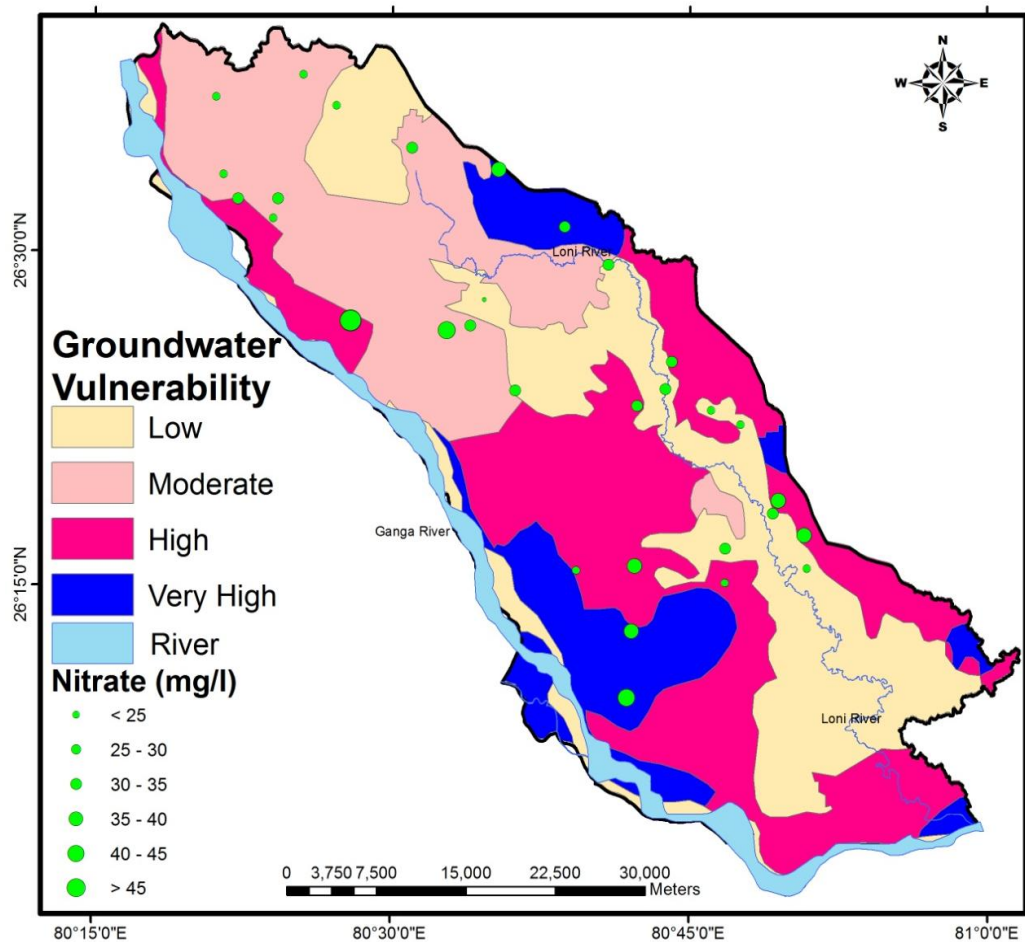 N
W E
S
26°30'0"N
Loni River
Groundwater
Vulnerability
Low
Moderate
High
Very High
River
Ganga River
26°15'0"N
Nitrate (mg/l)
< 25
25 - 30
30 - 35
35 - 40
40 - 45
> 45
Loni River
0 3,750 7,500 15,000 22,500 30,000
Meters
80°15'0"E 80°30'0"E 80°45'0"E 81°0'0"E